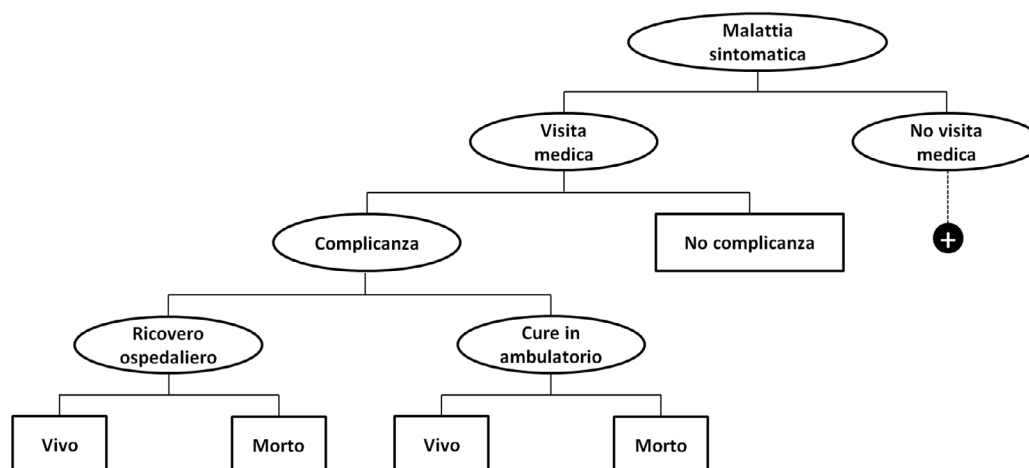 Malattia
sintomatica
Visita
medica
No visita
medica
Complicanza
No complicanza
+
Ricovero
ospedaliero
Cure in
ambulatorio
Vivo
Morto
Vivo
Morto